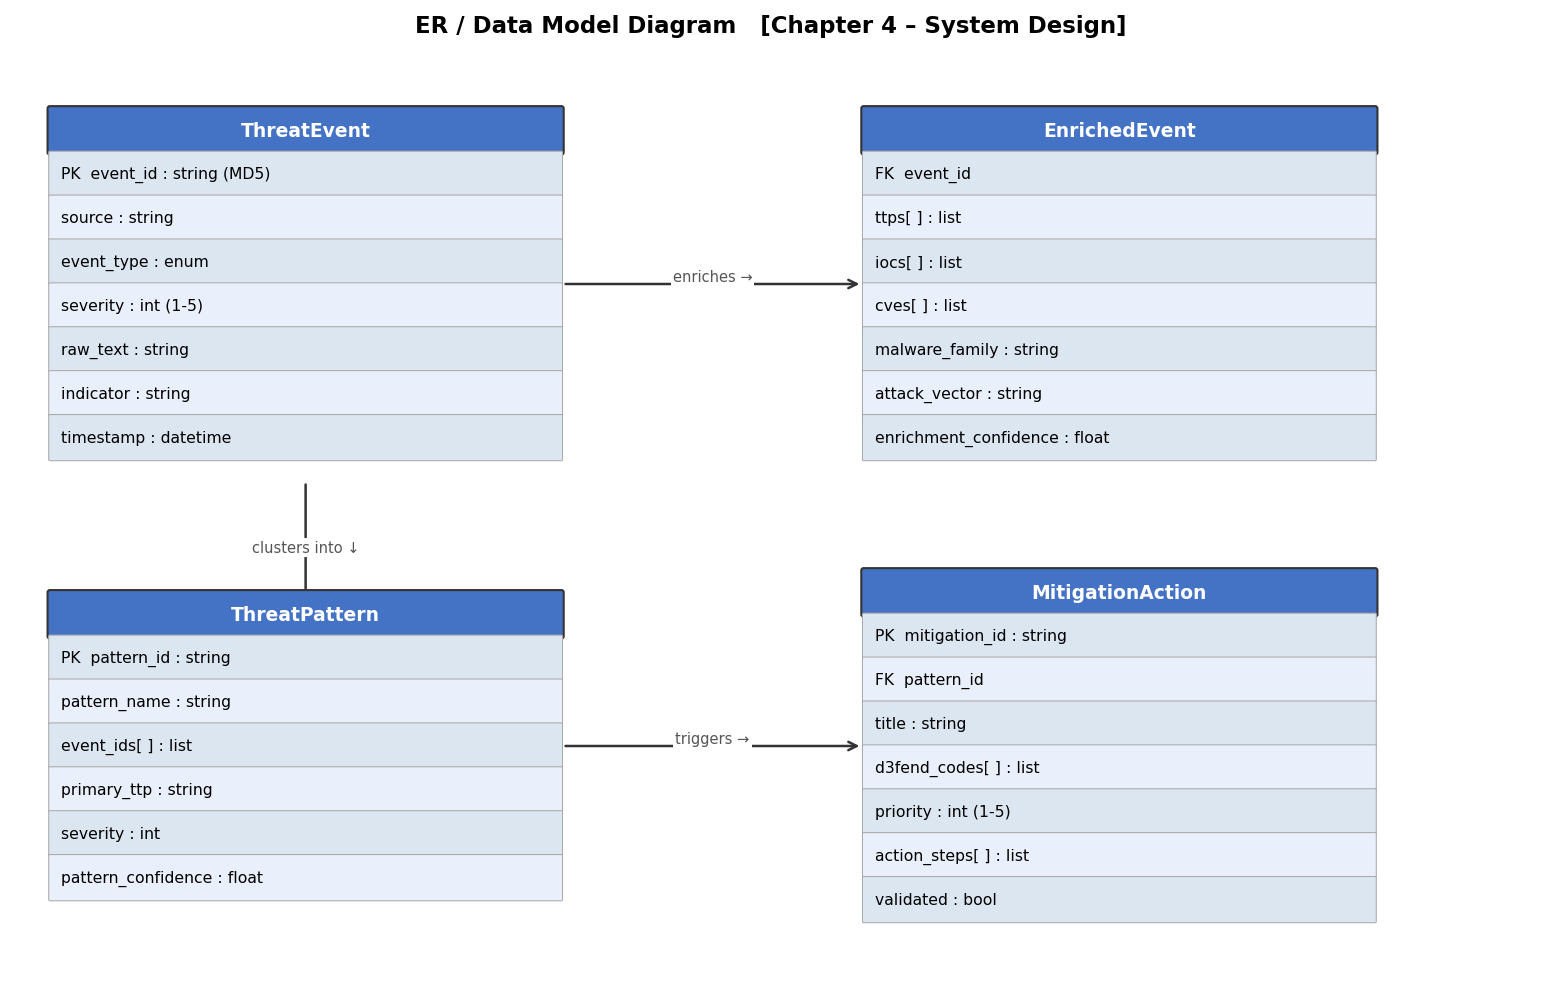 ER / Data Model Diagram   [Chapter 4 – System Design]
ThreatEvent
PK  event_id : string (MD5)
source : string
event_type : enum
severity : int (1-5)
raw_text : string
indicator : string
timestamp : datetime
enriches →
EnrichedEvent
FK  event_id
ttps[ ] : list
iocs[ ] : list
cves[ ] : list
malware_family : string
attack_vector : string
enrichment_confidence : float
clusters into ↓
ThreatPattern
PK  pattern_id : string
pattern_name : string
event_ids[ ] : list
primary_ttp : string
severity : int
pattern_confidence : float
triggers →
MitigationAction
PK  mitigation_id : string
FK  pattern_id
title : string
d3fend_codes[ ] : list
priority : int (1-5)
action_steps[ ] : list
validated : bool